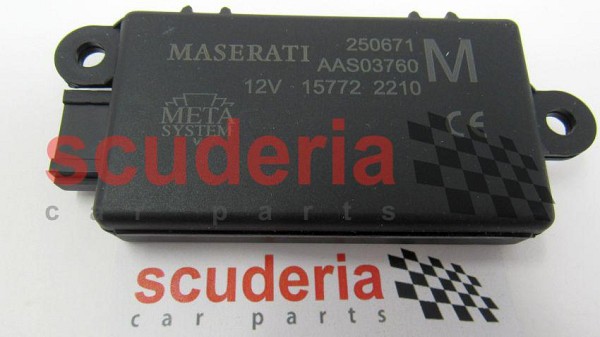 MASERATI 250671
AAS03760 M
12V 15772 2210
META
SYSTEM
CE
scuderia
car parts
scuderia
car parts